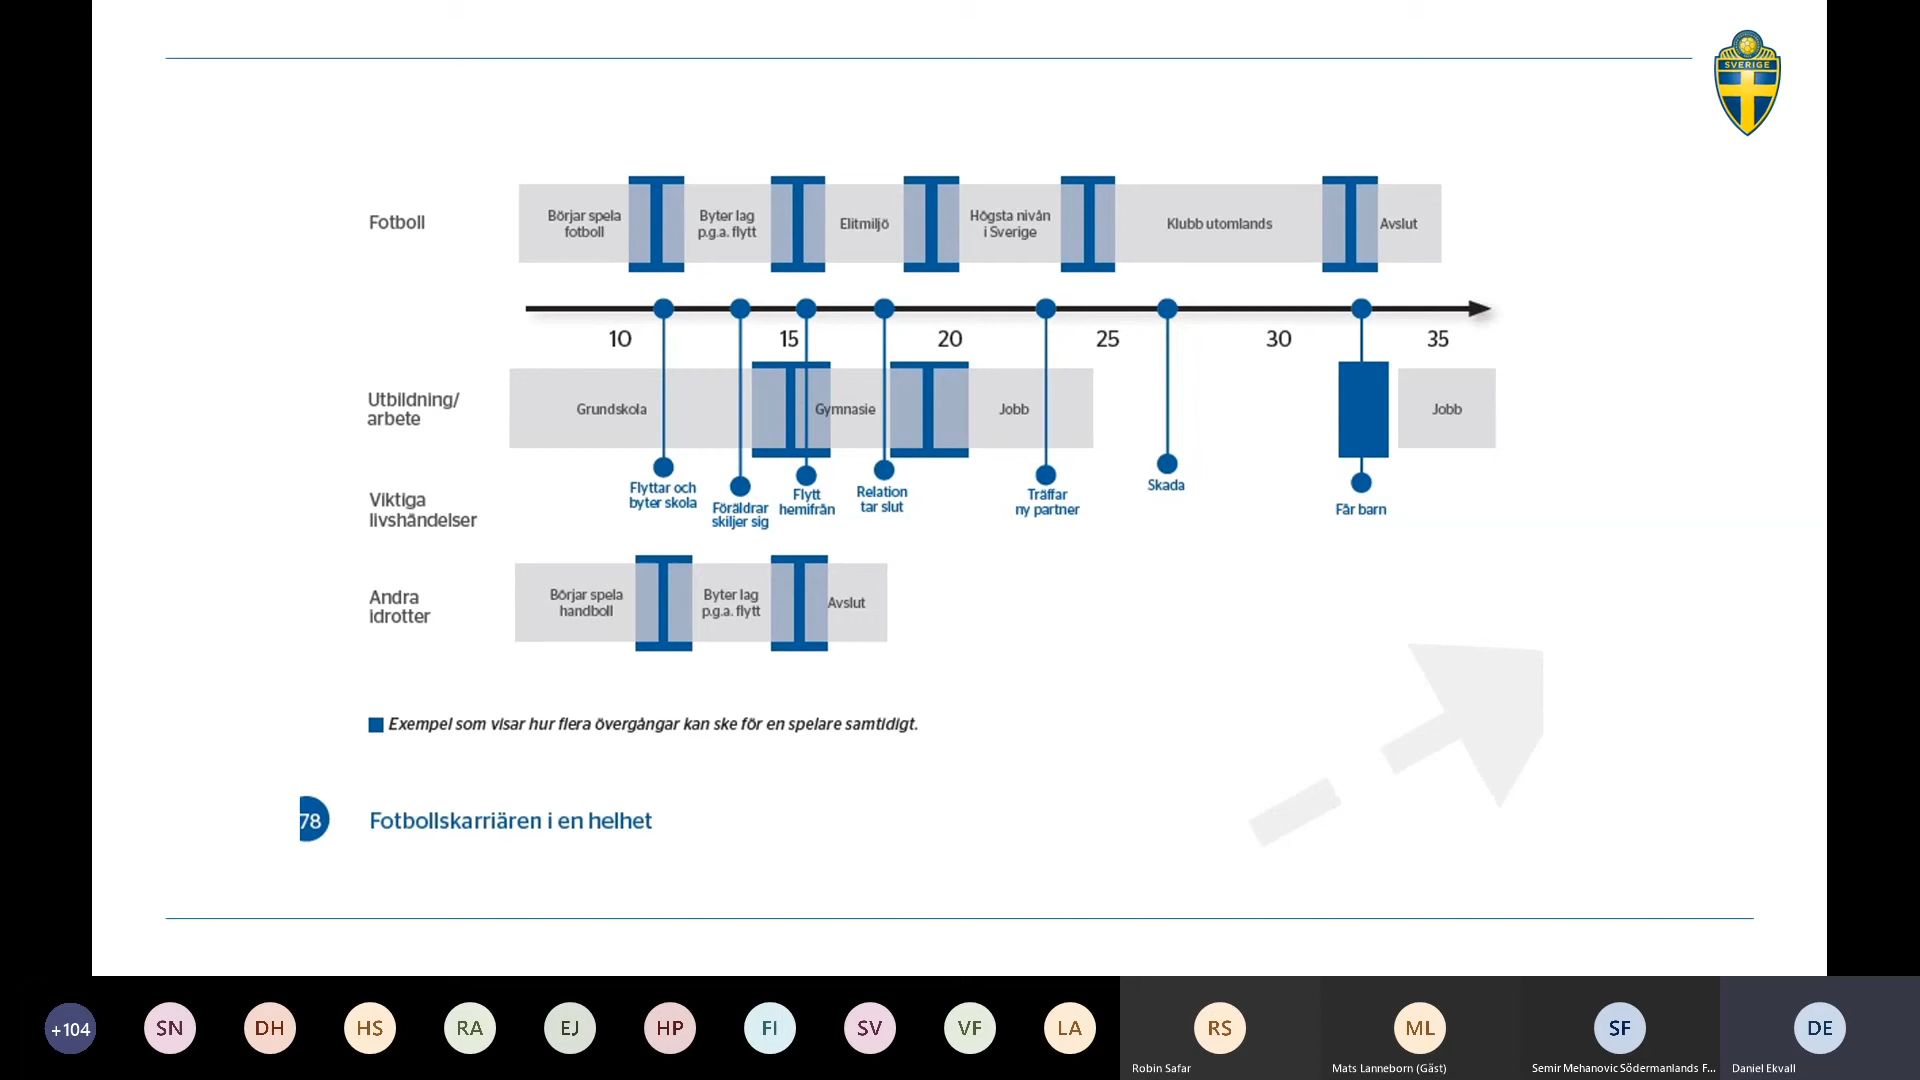 SVERIGE
Fotboll
Börjar spela
fotboll
Byter lag
p.g.a. flytt
Elitmiljö
Högsta nivån
i Sverige
Klubb utomlands
Avslut
10
15
20
25
30
35
Utbildning/
arbete
Grundskola
Gymnasie
Jobb
Jobb
Viktiga
livshändelser
Flyttar och
byter skola
Föräldrar
skiljer sig
Flytt
hemifrån
Relation
tar slut
Träffar
ny partner
Skada
Får barn
Andra
idrotter
Börjar spela
handboll
Byter lag
p.g.a. flytt
Avslut
Exempel som visar hur flera övergångar kan ske för en spelare samtidigt.
78
Fotbollskarriären i en helhet
+104
SN
DH
HS
RA
EJ
HP
FI
SV
VF
LA
RS
Robin Safar
ML
Mats Lanneborn (Gäst)
SF
Semir Mehanovic Södermanlands F...
DE
Daniel Ekvall